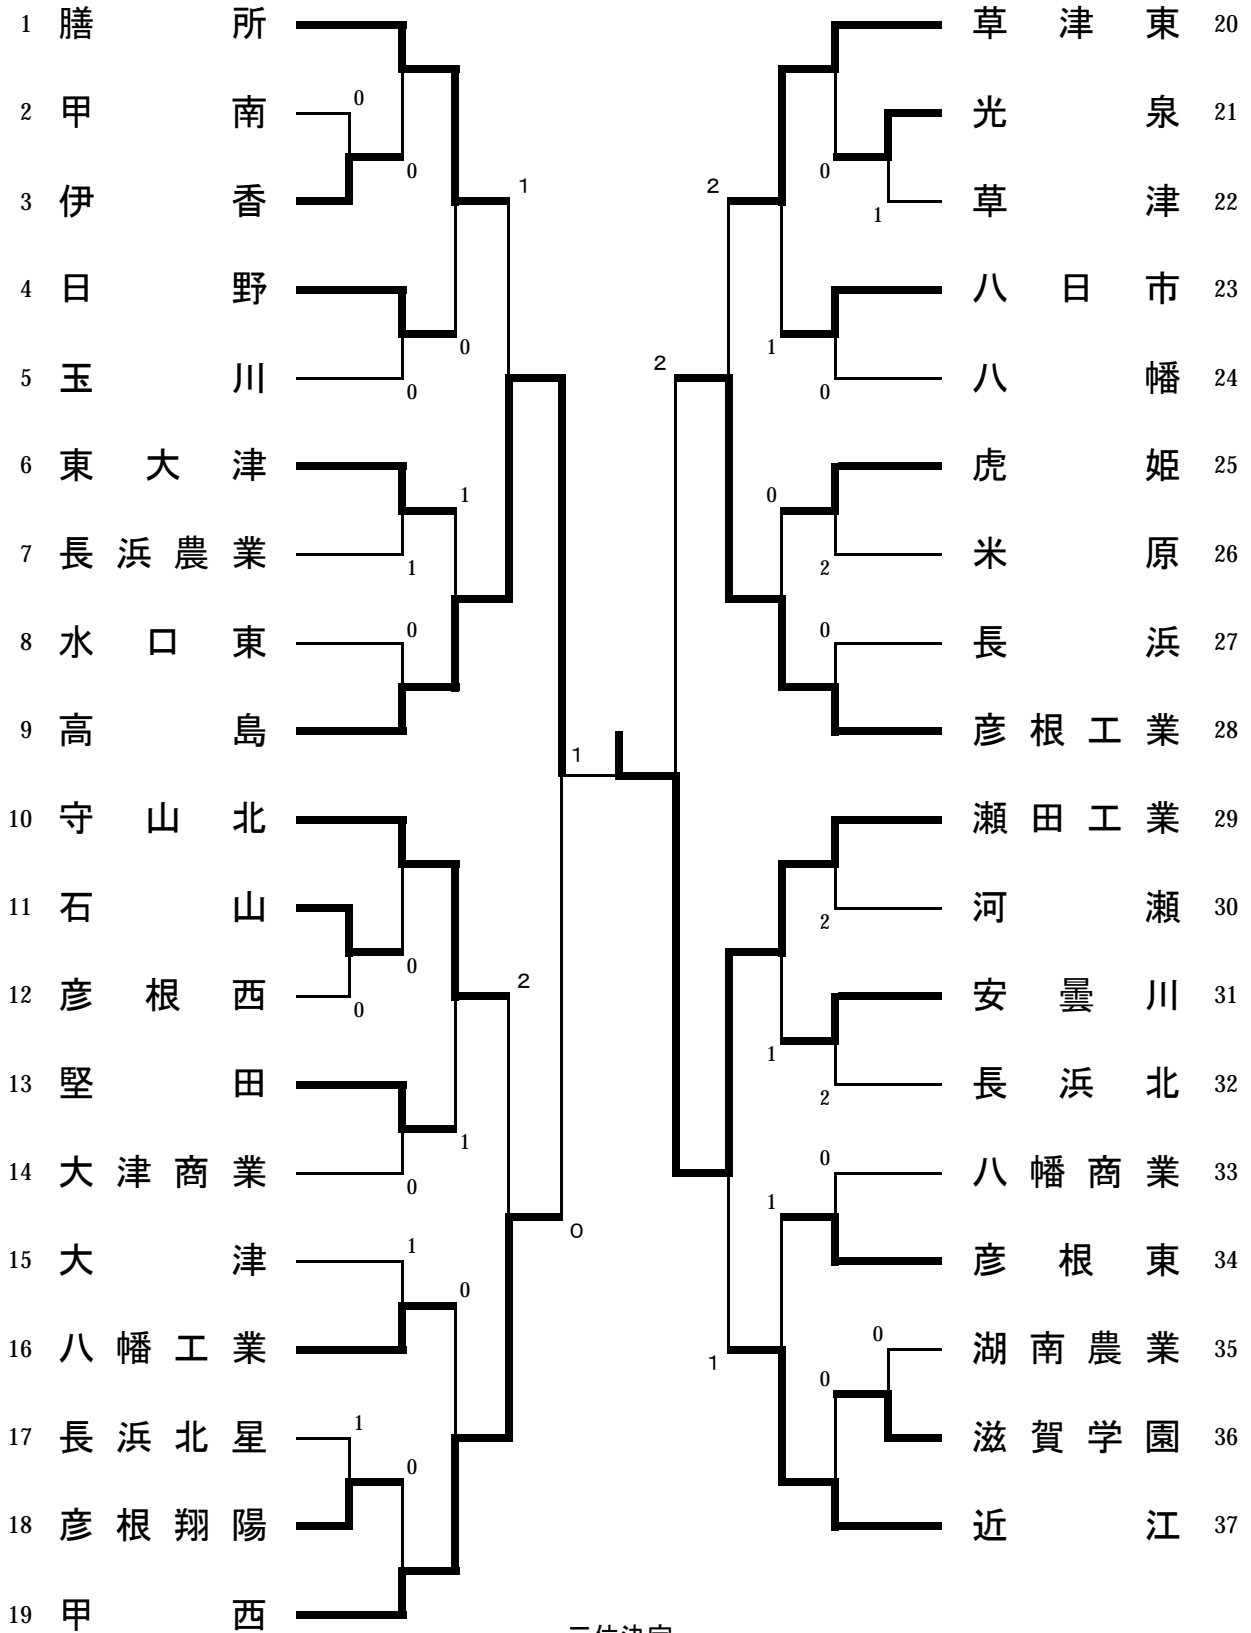 1 膳所
0
2 甲南
0
3 伊香
1
4 日野
0
5 玉川
0
6 東大津
1
7 長浜農業
1
8 水口東
0
9 高島
1
10 守山北
11 石山
0
12 彦根西
0
2
13 堅田
1
14 大津商業
0
15 大津
1
0
0
16 八幡工業
17 長浜北星
1
0
18 彦根翔陽
19 甲西
草津東 20
光泉 21
0
2
草津 22
1
八日市 23
1
2
八幡 24
0
虎姫 25
0
米原 26
2
長浜 27
0
彦根工業 28
瀬田工業 29
河瀬 30
2
安曇川 31
1
長浜北 32
2
八幡商業 33
0
1
彦根東 34
湖南農業 35
0
1
0
滋賀学園 36
近江 37